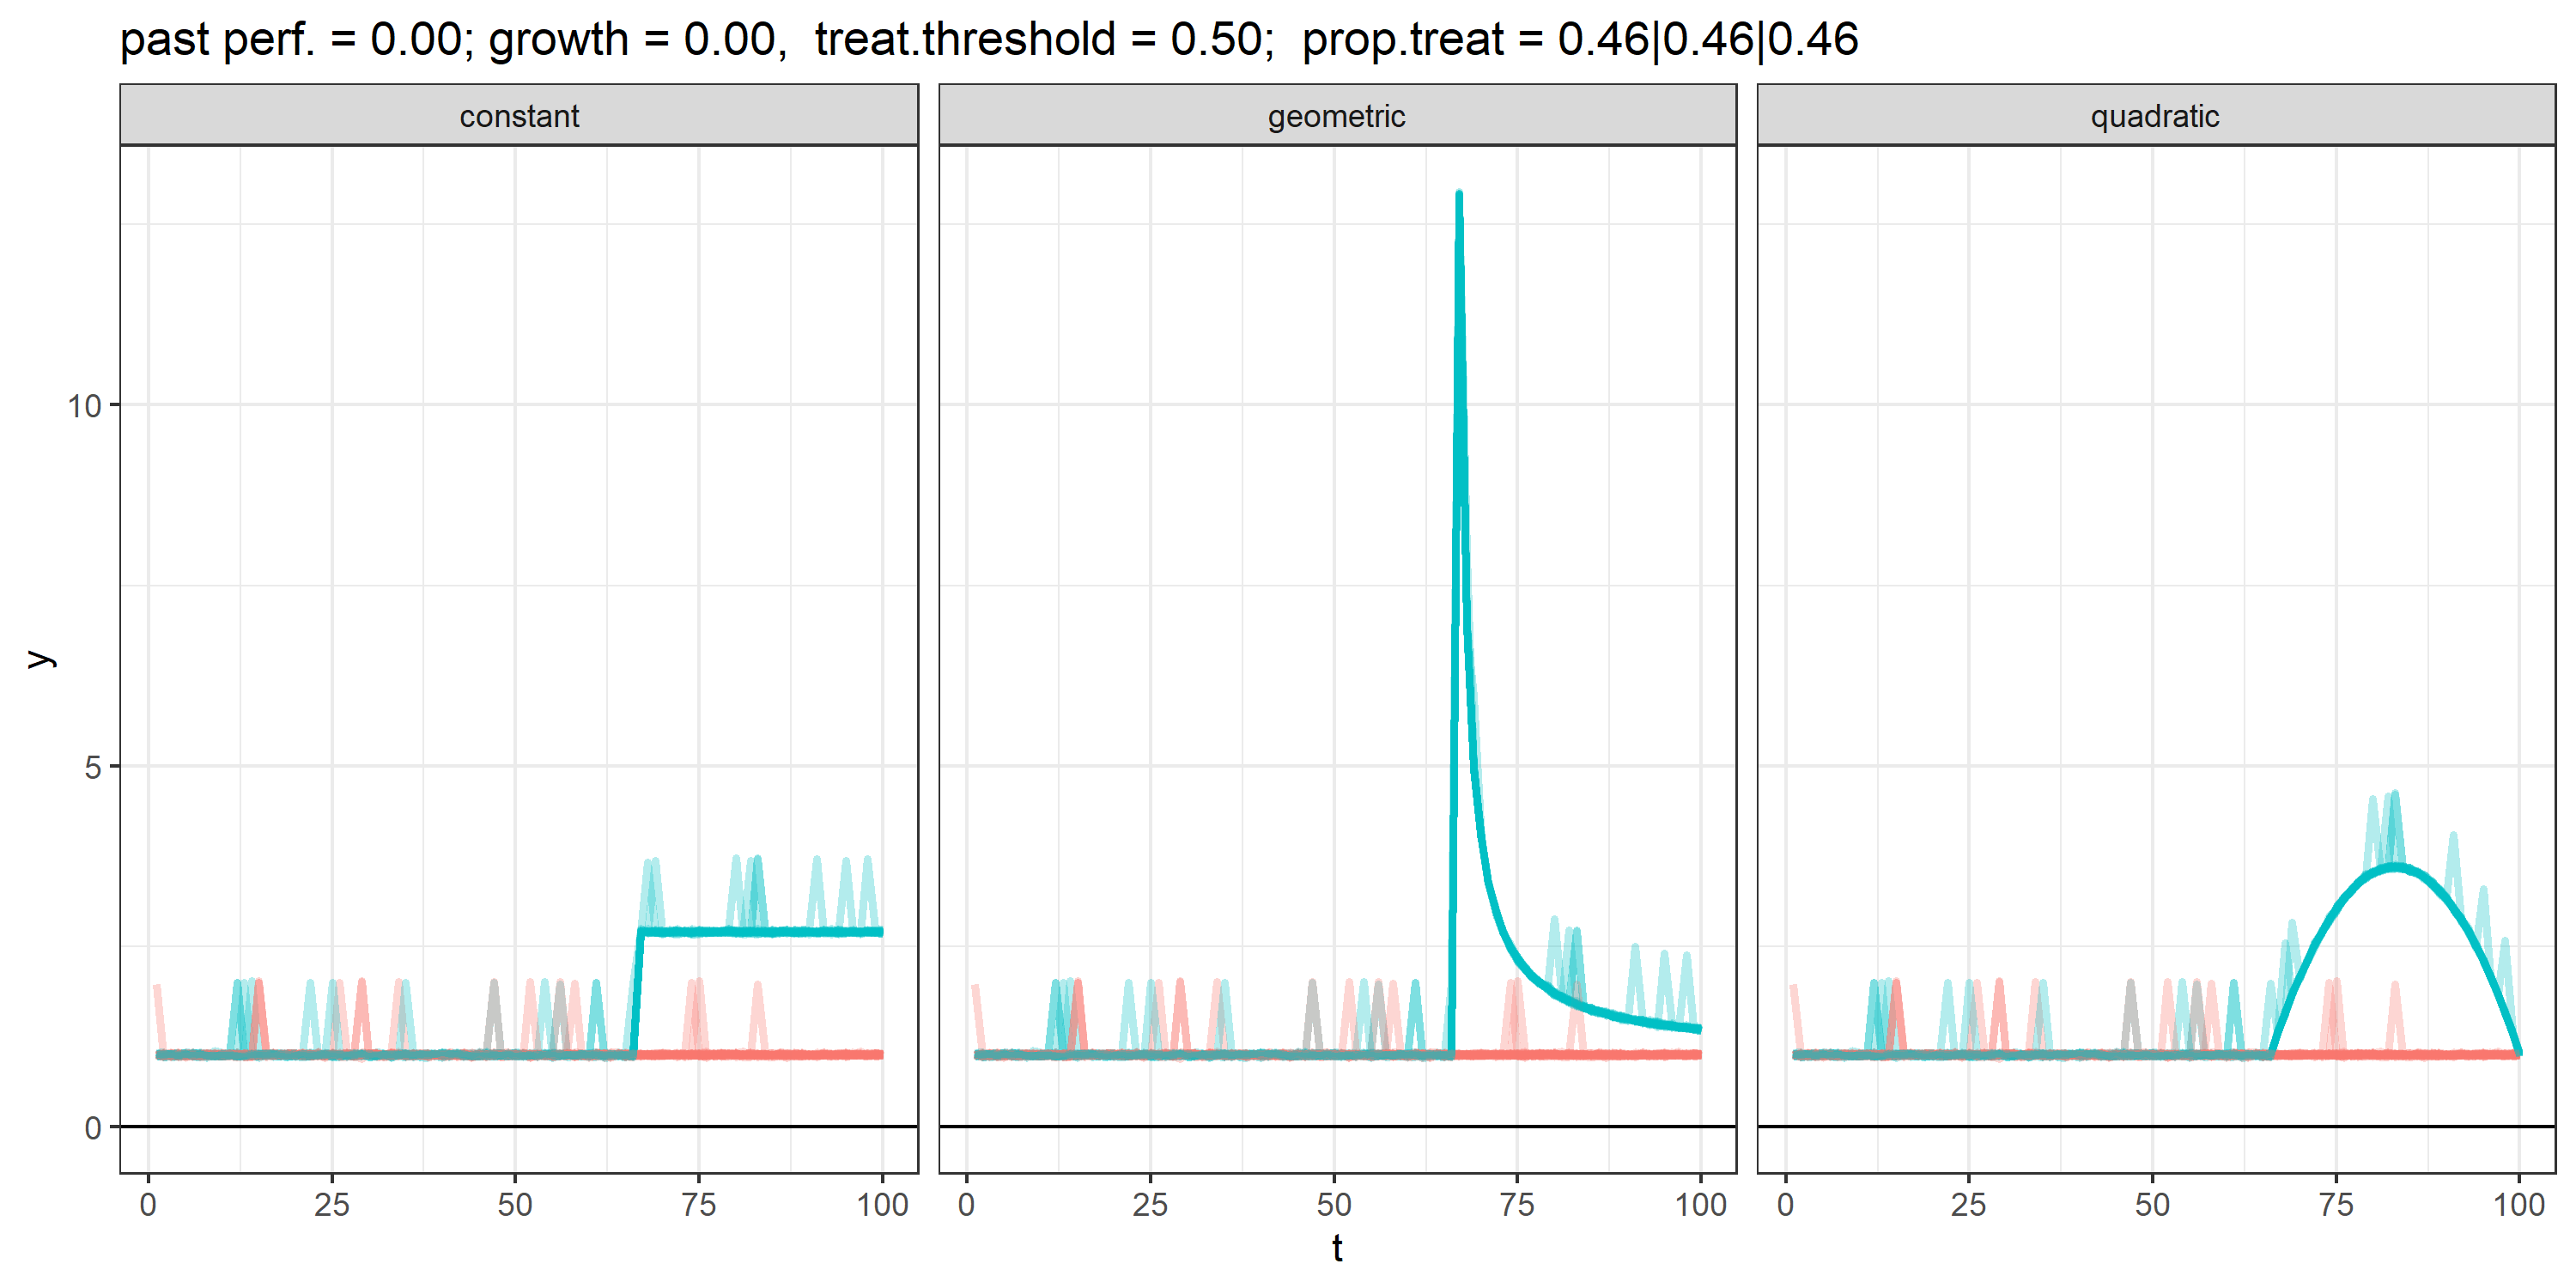 past perf. = 0.00; growth = 0.00,  treat.threshold = 0.50;  prop.treat = 0.46|0.46|0.46
constant geometric quadratic
10
5
0
y
0 25 50 75 100 0 25 50 75 100 0 25 50 75 100
t